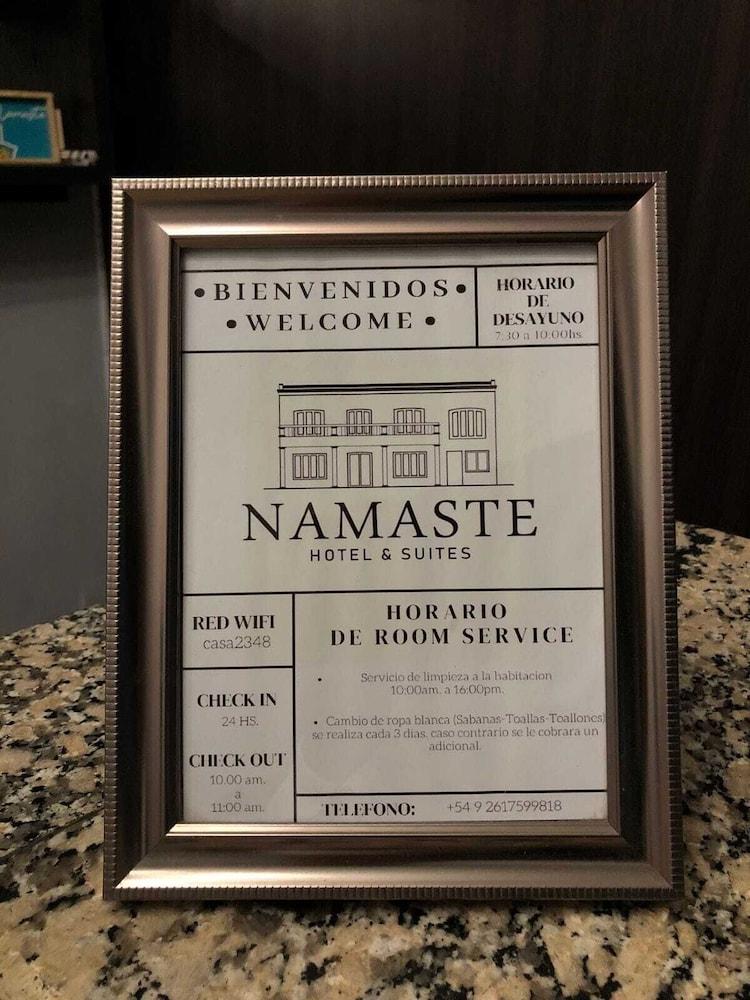 • BIENVENIDOS •
• WELCOME •
HORARIO
DE
DESAYUNO
7:30 a 10:00hs
NAMASTE
HOTEL & SUITES
RED WIFI
casa2348
CHECK IN
24 HS.
CHECK OUT
10.00 am.
a
11:00 am.
HORARIO
DE ROOM SERVICE
• Servicio de limpieza a la habitacion
10:00am. a 16:00pm.
• Cambio de ropa blanca (Sabanas-Toallas-Toallones)
se realiza cada 3 dias. caso contrario se le cobrara un
adicional.
TELEFONO: +54 9 2617599818